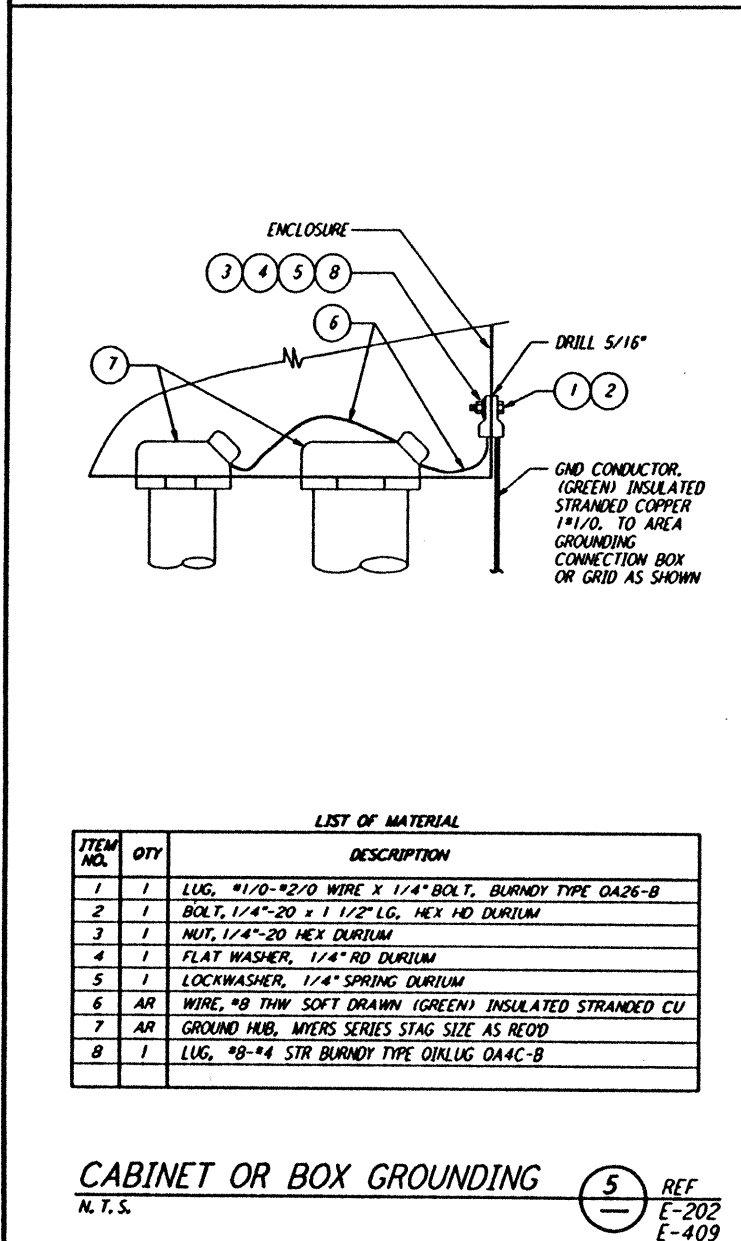 ENCLOSURE
3 4 5 8
6
7
DRILL 5/16"
1 2
GND CONDUCTOR,
(GREEN) INSULATED
STRANDED COPPER
1#1/0. TO AREA
GROUNDING
CONNECTION BOX
OR GRID AS SHOWN
LIST OF MATERIAL
ITEM NO. QTY DESCRIPTION
1 1 LUG, #1/0-#2/0 WIRE X 1/4" BOLT, BURNDY TYPE QA26-B
2 1 BOLT, 1/4"-20 x 1 1/2" LG, HEX HD DURIUM
3 1 NUT, 1/4"-20 HEX DURIUM
4 1 FLAT WASHER, 1/4" RD DURIUM
5 1 LOCKWASHER, 1/4" SPRING DURIUM
6 AR WIRE, #8 THW SOFT DRAWN (GREEN) INSULATED STRANDED CU
7 AR GROUND HUB, MYERS SERIES STAG SIZE AS REQ'D
8 1 LUG, #8-#4 STR BURNDY TYPE QIKLUG QA4C-B
CABINET OR BOX GROUNDING
N.T.S.
5
—
REF
E-202
E-409